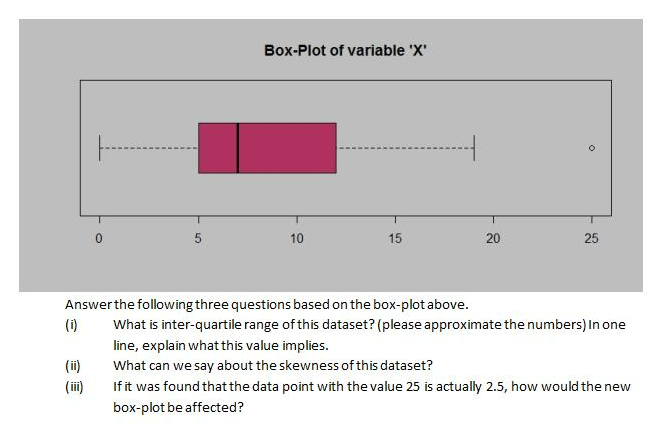 Box-Plot of variable 'X'
0 5 10 15 20 25
Answer the following three questions based on the box-plot above.
(i) What is inter-quartile range of this dataset? (please approximate the numbers) In one
line, explain what this value implies.
(ii) What can we say about the skewness of this dataset?
(iii) If it was found that the data point with the value 25 is actually 2.5, how would the new
box-plot be affected?